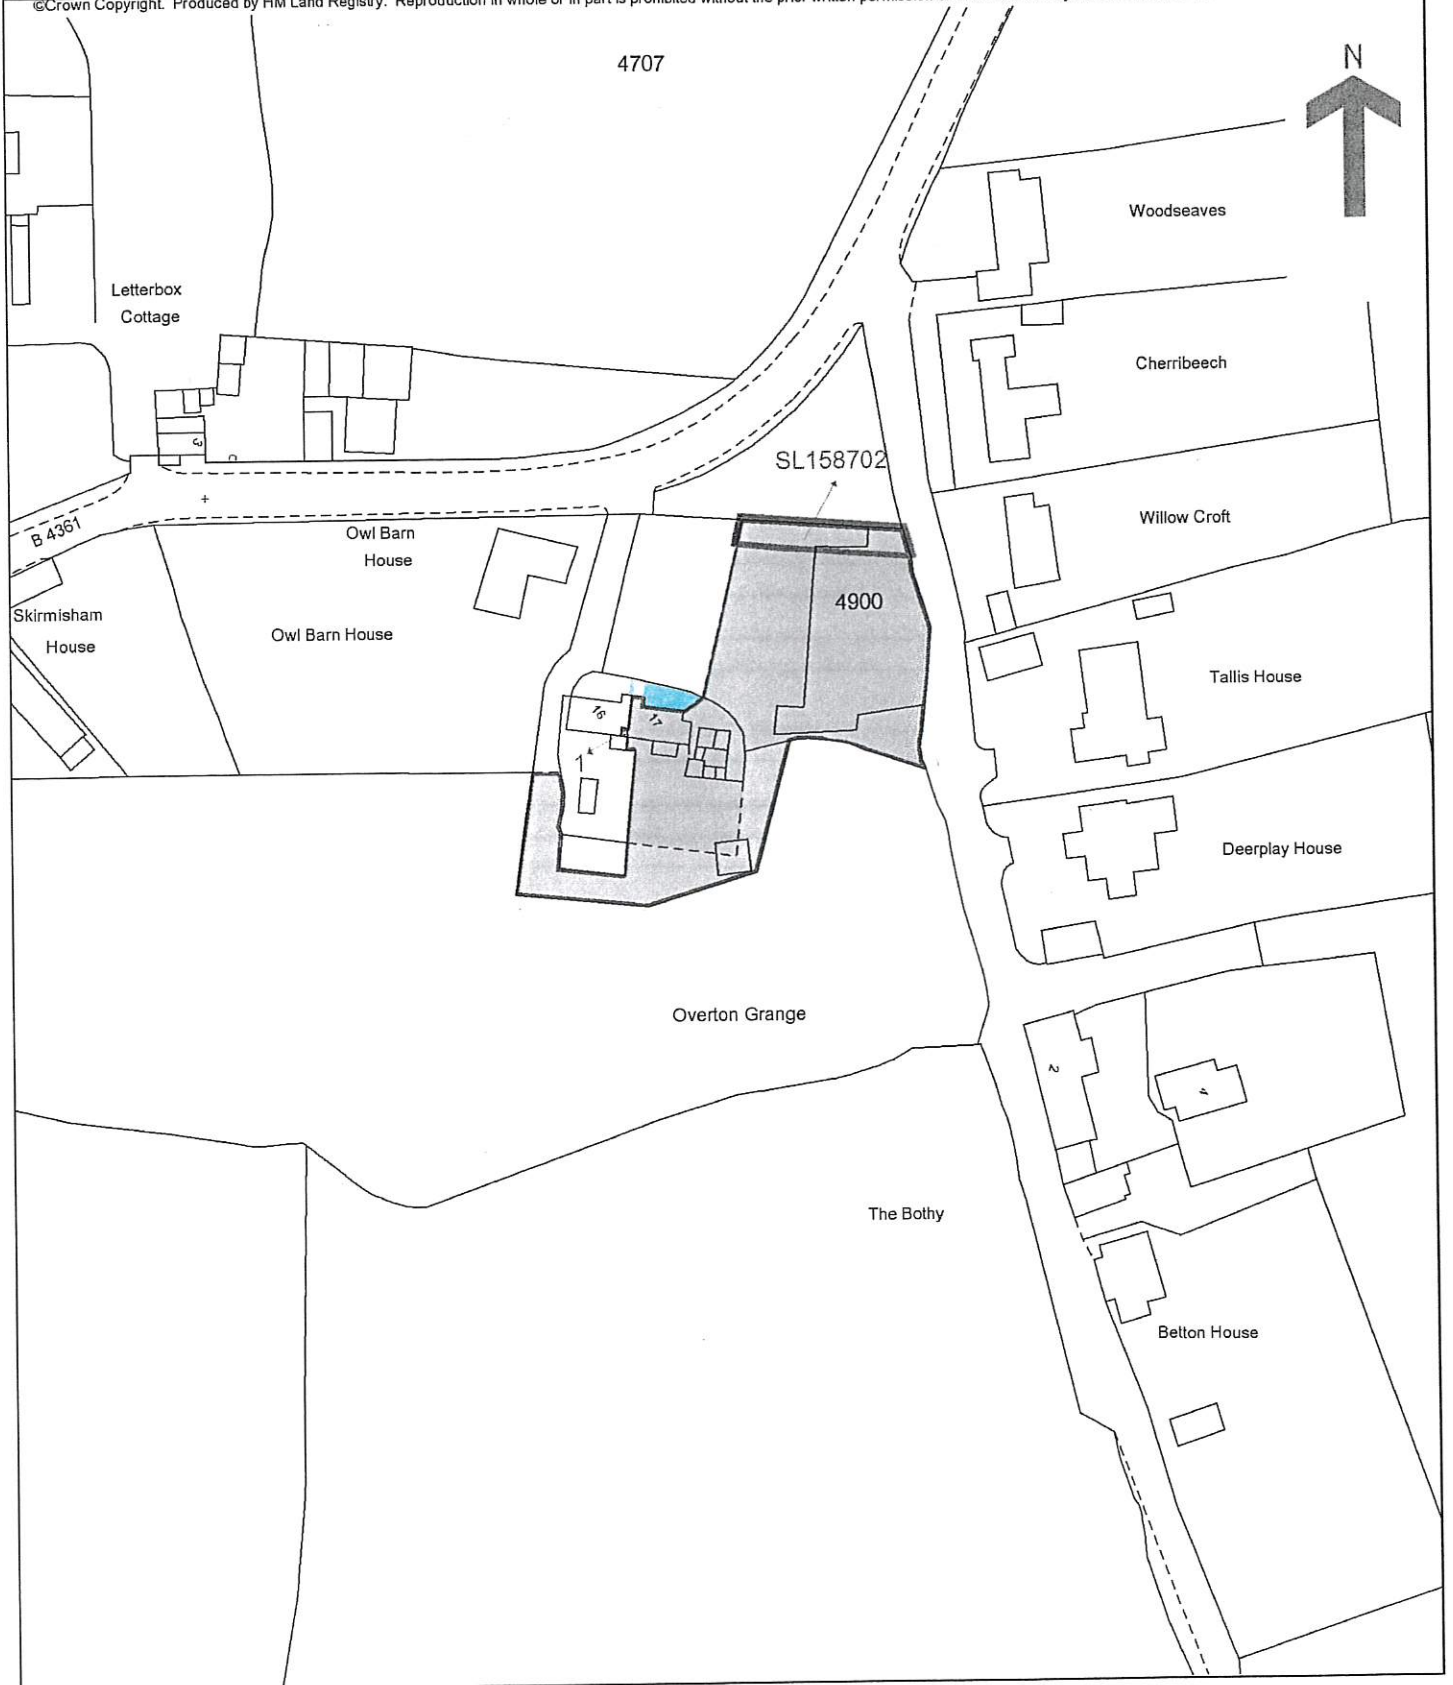 ©Crown Copyright. Produced by HM Land Registry. Reproduction in whole or in part is prohibited without the prior written
4707
N
Woodseaves
Letterbox
Cottage
Cherribeech
3
SL158702
B 4361
Owl Barn
House
Willow Croft
4900
Skirmisham
House
Owl Barn House
Tallis House
16
17
1
Deerplay House
Overton Grange
2
4
The Bothy
Betton House